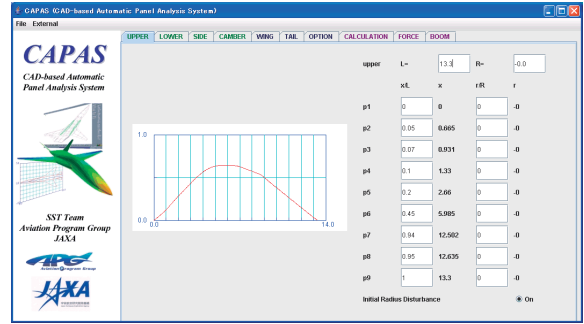 CAPAS (CAD-based Automatic Panel Analysis System)
File External
UPPER LOWER SIDE CAMBER WING TAIL OPTION CALCULATION FORCE BOOM
CAPAS
CAD-based Automatic
Panel Analysis System
SST Team
Aviation Program Group
JAXA
APG
Aviation Program Group
JAXA
1.0
0.0
0.0 14.0
upper L= 13.3 R= -0.0
x/L x r/R r
p1 0 0 0 -0
p2 0.05 0.665 0 -0
p3 0.07 0.931 0 -0
p4 0.1 1.33 0 -0
p5 0.2 2.66 0 -0
p6 0.45 5.985 0 -0
p7 0.94 12.502 0 -0
p8 0.95 12.635 0 -0
p9 1 13.3 0 -0
Initial Radius Disturbance On